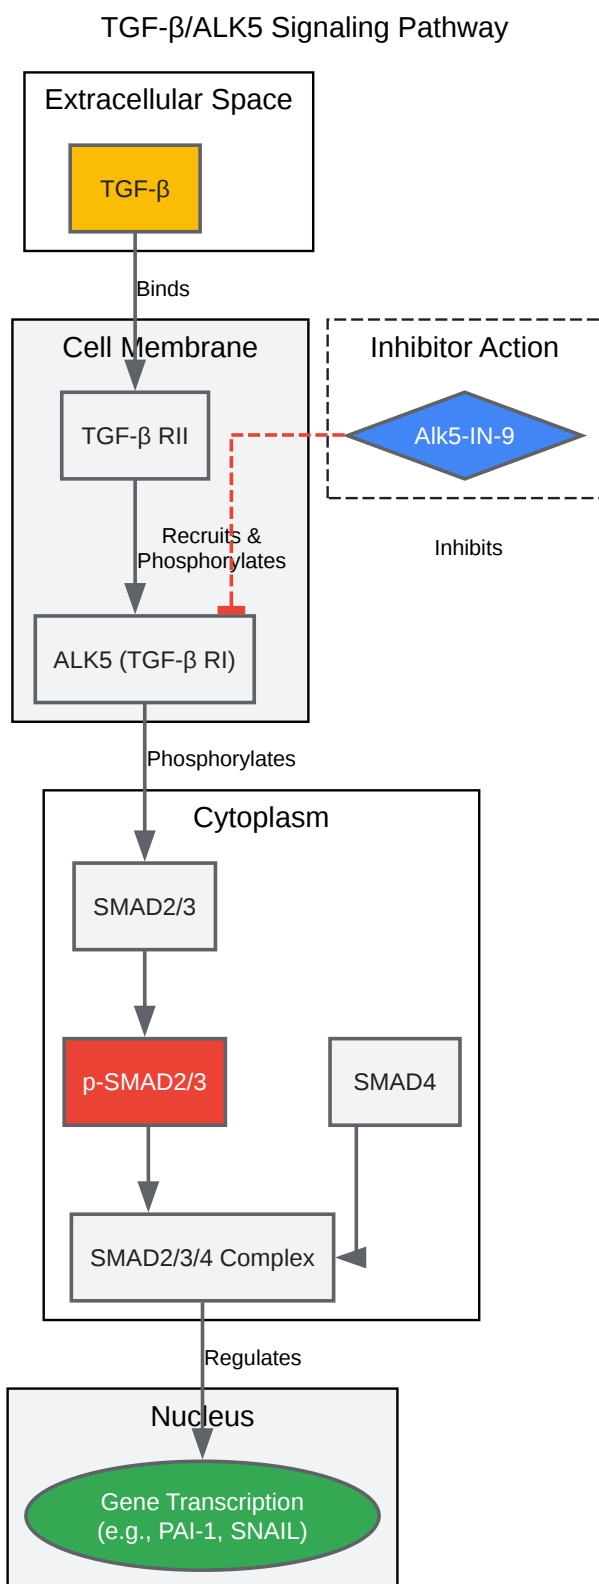 TGF-β/ALK5 Signaling Pathway
Extracellular Space
TGF-β
Binds
Cell Membrane
Inhibitor Action
TGF-β RII
Alk5-IN-9
Recruits &
Phosphorylates
Inhibits
ALK5 (TGF-β RI)
Phosphorylates
Cytoplasm
SMAD2/3
p-SMAD2/3
SMAD4
SMAD2/3/4 Complex
Regulates
Nucleus
Gene Transcription
(e.g., PAI-1, SNAIL)